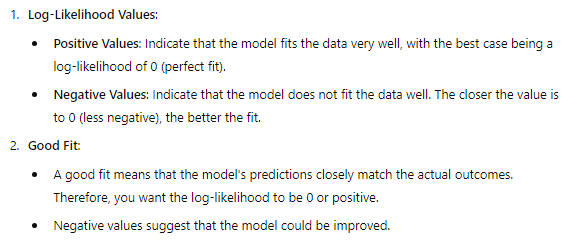 1. Log-Likelihood Values:
• Positive Values: Indicate that the model fits the data very well, with the best case being a
log-likelihood of 0 (perfect fit).
• Negative Values: Indicate that the model does not fit the data well. The closer the value is
to 0 (less negative), the better the fit.
2. Good Fit:
• A good fit means that the model's predictions closely match the actual outcomes.
Therefore, you want the log-likelihood to be 0 or positive.
• Negative values suggest that the model could be improved.